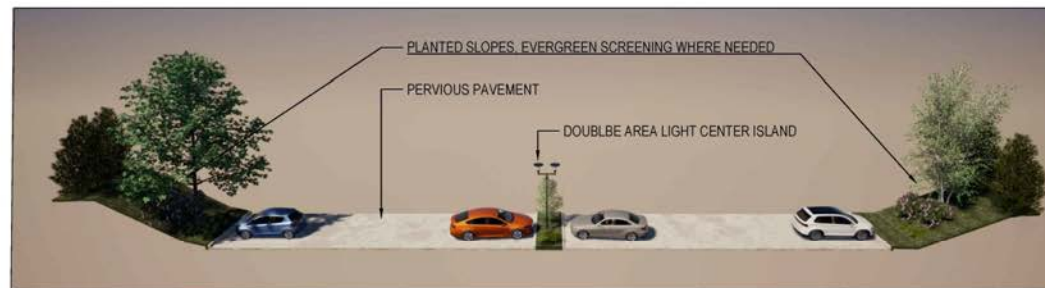 PLANTED SLOPES, EVERGREEN SCREENING WHERE NEEDED
PERVIOUS PAVEMENT
DOUBLBE AREA LIGHT CENTER ISLAND